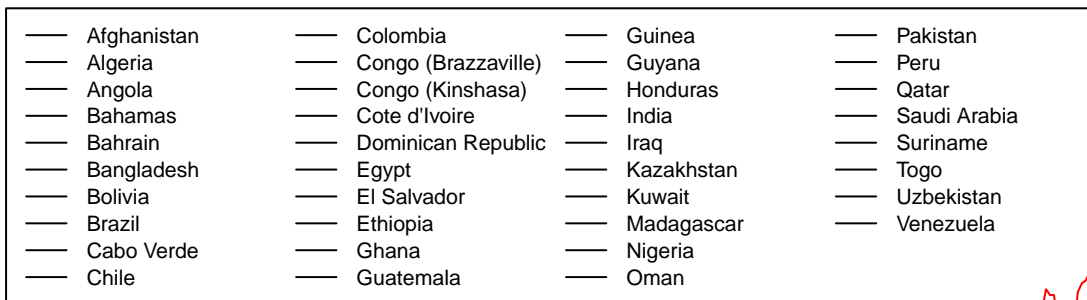 Afghanistan
Algeria
Angola
Bahamas
Bahrain
Bangladesh
Bolivia
Brazil
Cabo Verde
Chile
Colombia
Congo (Brazzaville)
Congo (Kinshasa)
Cote d'Ivoire
Dominican Republic
Egypt
El Salvador
Ethiopia
Ghana
Guatemala
Guinea
Guyana
Honduras
India
Iraq
Kazakhstan
Kuwait
Madagascar
Nigeria
Oman
Pakistan
Peru
Qatar
Saudi Arabia
Suriname
Togo
Uzbekistan
Venezuela